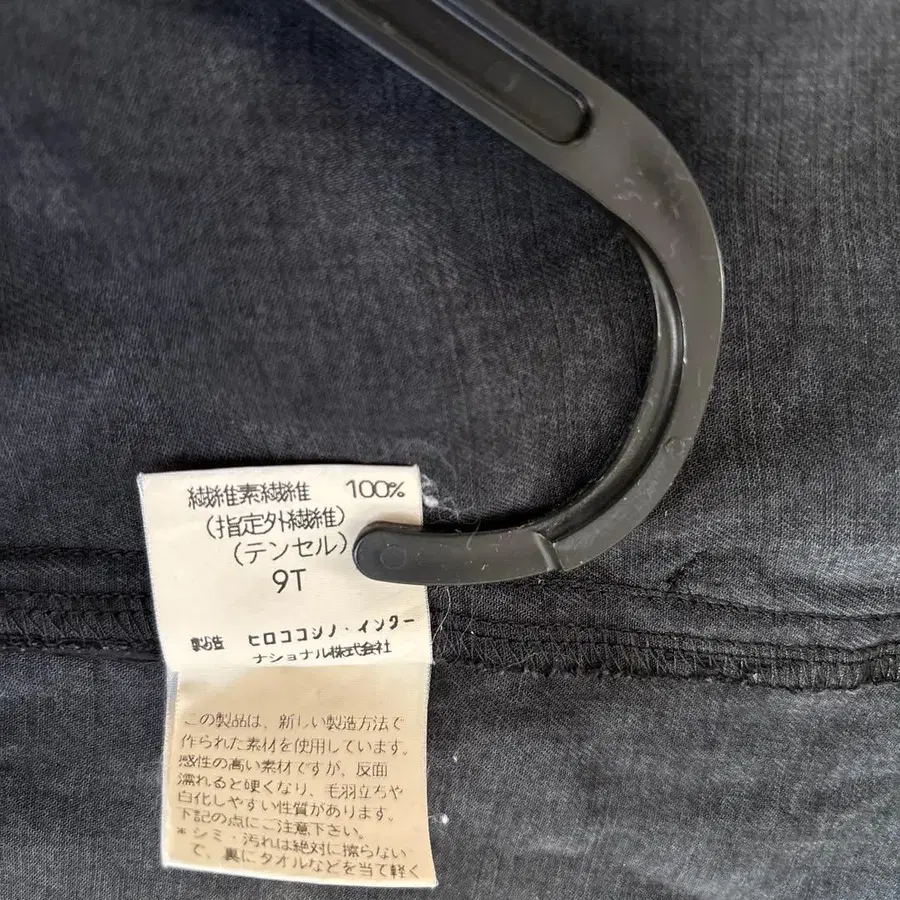 繊維素繊維 100%
(指定外繊維)
(テンセル)
9T
製造 ヒロココシノ・インター
ナショナル株式会社
この製品は、新しい製造方法で
作られた素材を使用しています。
感性の高い素材ですが、反面
濡れると硬くなり、毛羽立ちや
白化しやすい性質があります。
下記の点にご注意下さい。
* シミ・汚れは絶対に擦らない
で、裏にタオルなどを当て軽く